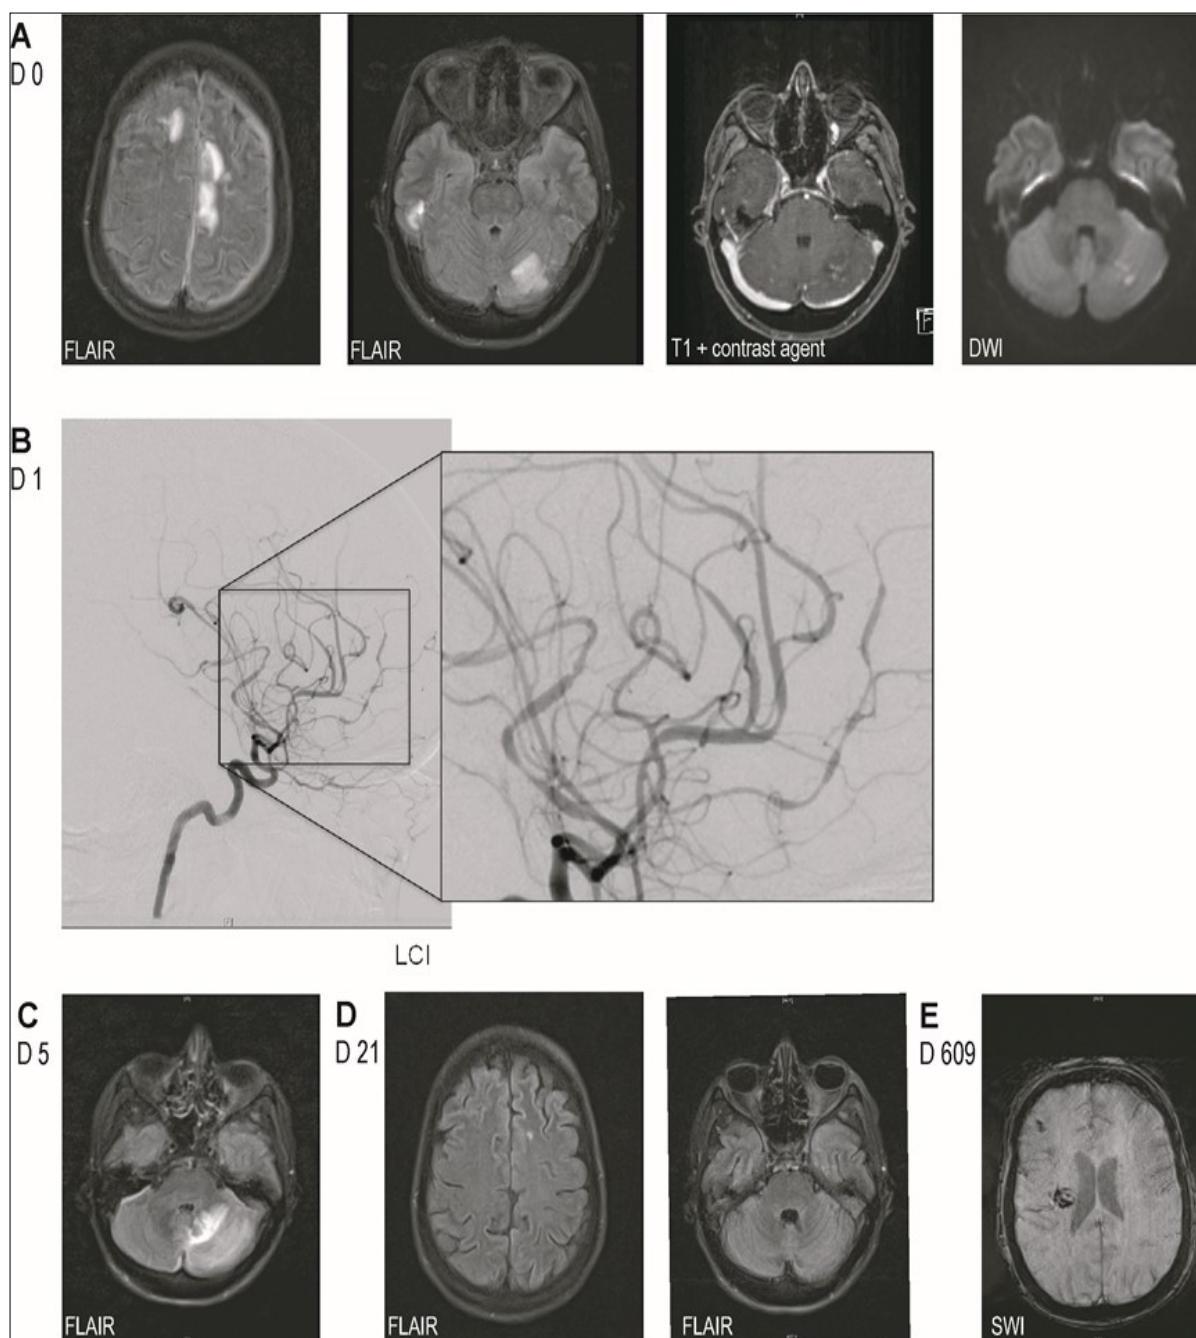 A
D 0
FLAIR
FLAIR
T1 + contrast agent
F
DWI
B
D 1
LCI
C
D 5
FLAIR
D
D 21
FLAIR
FLAIR
E
D 609
SWI